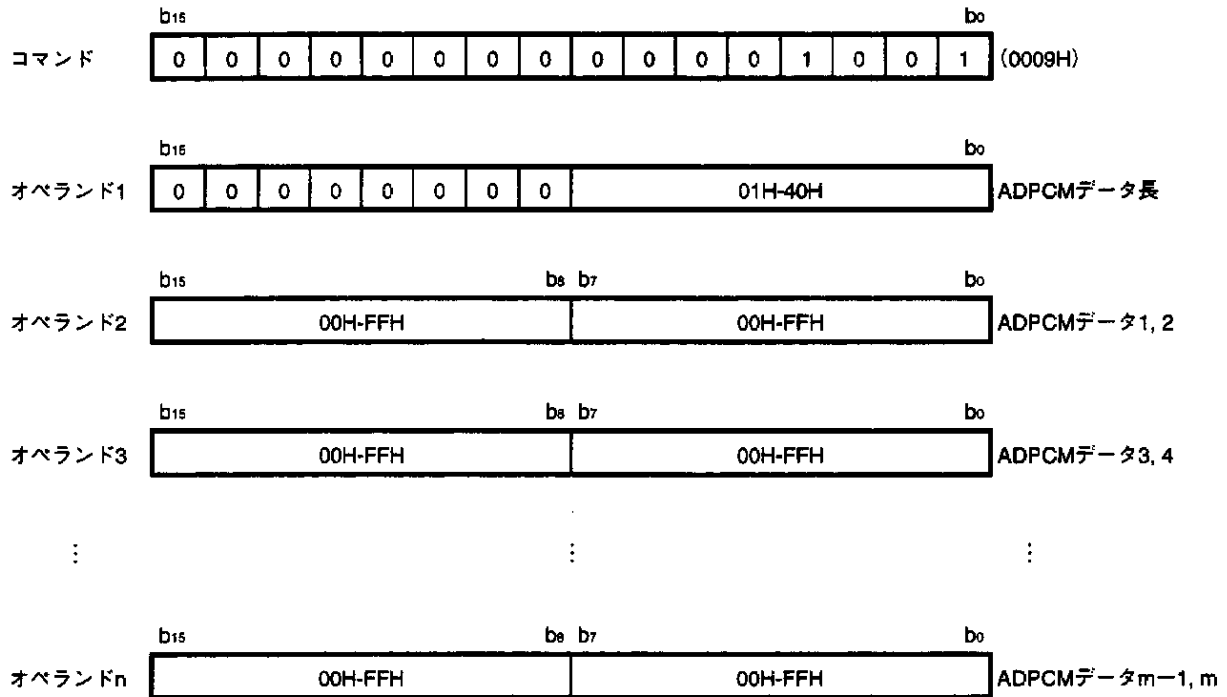 b15 b0
コマンド 0 0 0 0 0 0 0 0 0 0 0 0 1 0 0 1 (0009H)
b15 b0
オペランド1 0 0 0 0 0 0 0 0 01H-40H ADPCMデータ長
b15 b8 b7 b0
オペランド2 00H-FFH 00H-FFH ADPCMデータ1, 2
b15 b8 b7 b0
オペランド3 00H-FFH 00H-FFH ADPCMデータ3, 4
⋮ ⋮ ⋮
b15 b8 b7 b0
オペランドn 00H-FFH 00H-FFH ADPCMデータm-1, m